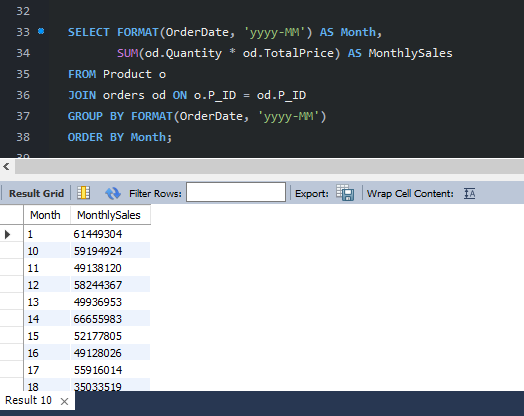 32
33 SELECT FORMAT(OrderDate, 'yyyy-MM') AS Month,
34 SUM(od.Quantity * od.TotalPrice) AS MonthlySales
35 FROM Product o
36 JOIN orders od ON o.P_ID = od.P_ID
37 GROUP BY FORMAT(OrderDate, 'yyyy-MM')
38 ORDER BY Month;
Result Grid Filter Rows: Export: Wrap Cell Content: IA
Month MonthlySales
1 61449304
10 59194924
11 49138120
12 58244367
13 49936953
14 66655983
15 52177805
16 49128026
17 55916014
18 35033519
Result 10 ×